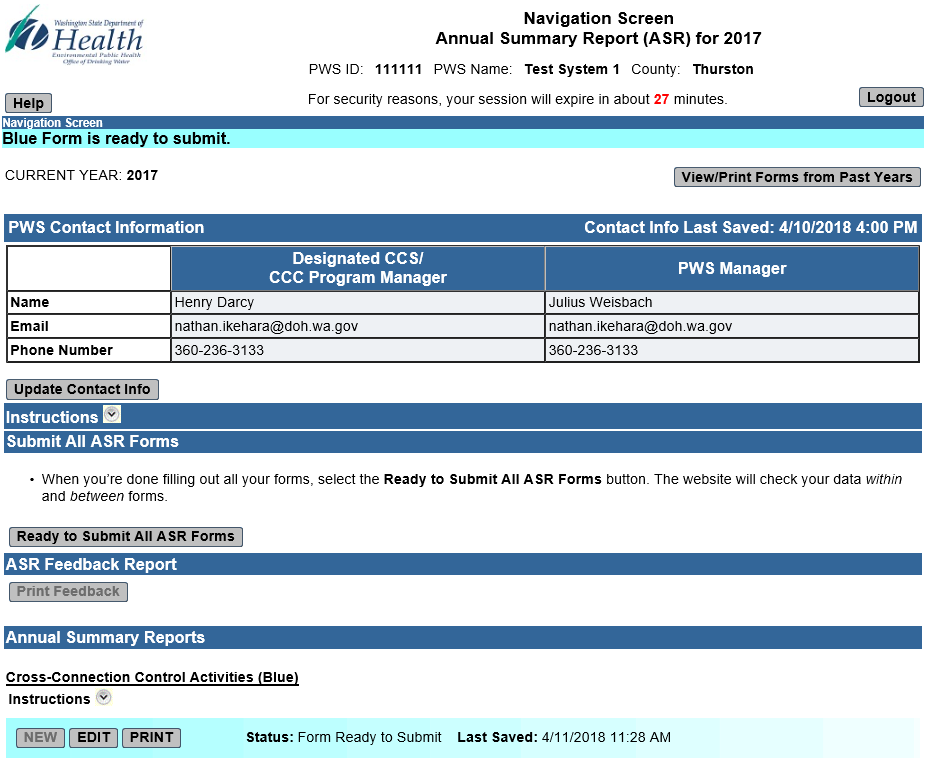 Washington State Department of
Health
Environmental Public Health
Office of Drinking Water
Navigation Screen
Annual Summary Report (ASR) for 2017
PWS ID: 111111 PWS Name: Test System 1 County: Thurston
Help
For security reasons, your session will expire in about 27 minutes.
Logout
Navigation Screen
Blue Form is ready to submit.
CURRENT YEAR: 2017
View/Print Forms from Past Years
PWS Contact Information Contact Info Last Saved: 4/10/2018 4:00 PM
Designated CCS/
CCC Program Manager
PWS Manager
Name Henry Darcy Julius Weisbach
Email nathan.ikehara@doh.wa.gov nathan.ikehara@doh.wa.gov
Phone Number 360-236-3133 360-236-3133
Update Contact Info
Instructions
Submit All ASR Forms
• When you're done filling out all your forms, select the Ready to Submit All ASR Forms button. The website will check your data within
and between forms.
Ready to Submit All ASR Forms
ASR Feedback Report
Print Feedback
Annual Summary Reports
Cross-Connection Control Activities (Blue)
Instructions
NEW EDIT PRINT Status: Form Ready to Submit Last Saved: 4/11/2018 11:28 AM